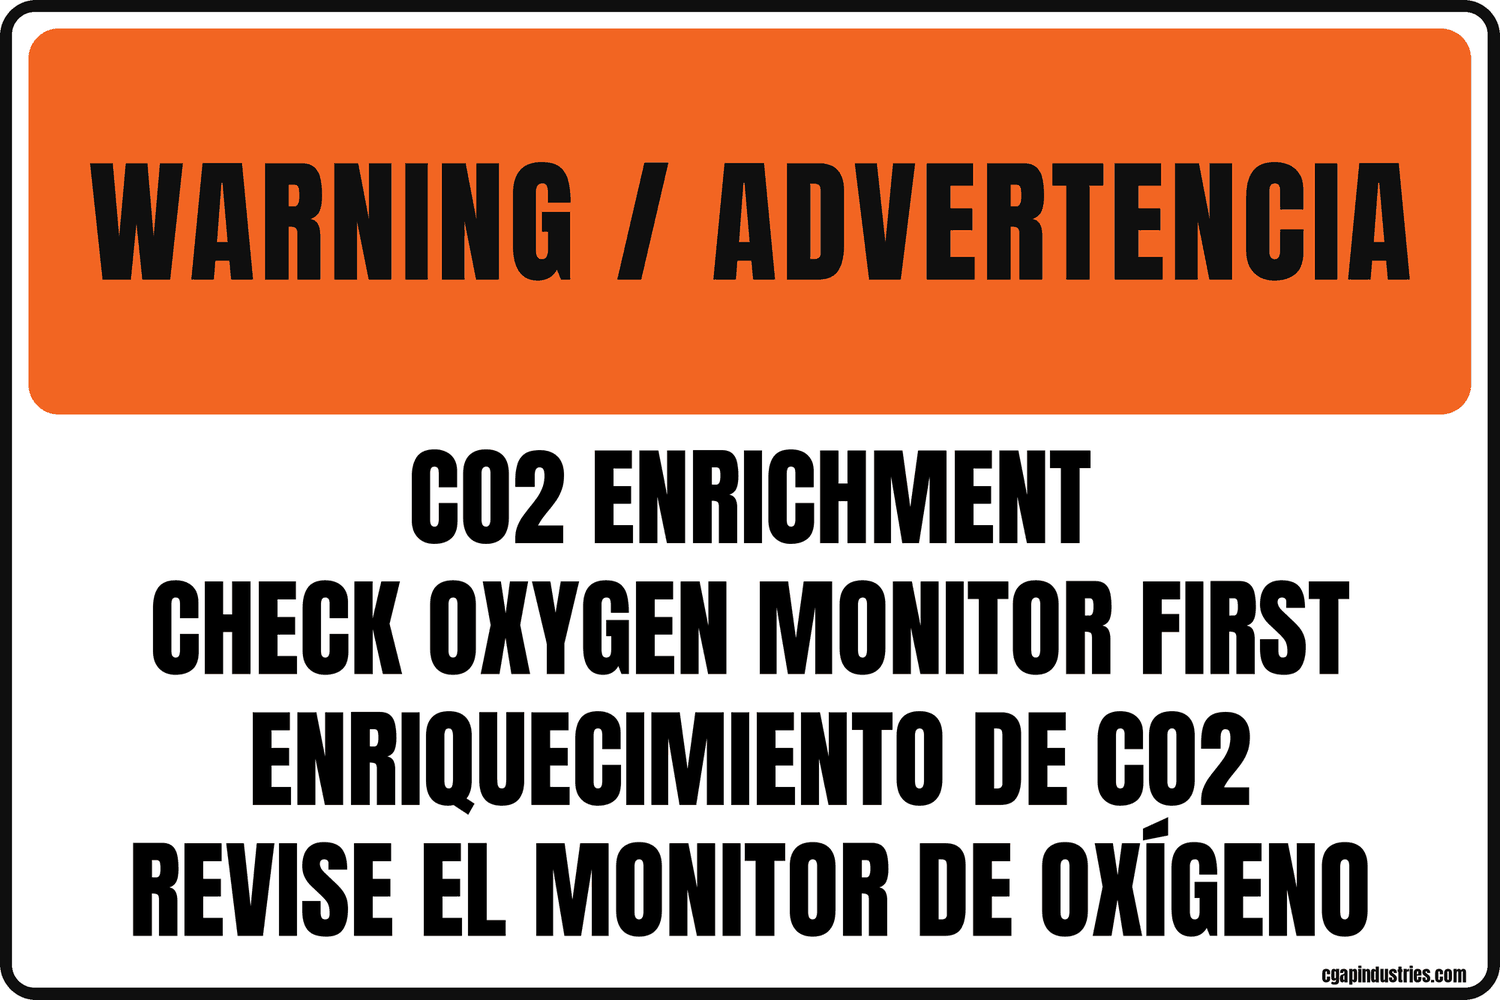 WARNING / ADVERTENCIA
CO2 ENRICHMENT
CHECK OXYGEN MONITOR FIRST
ENRIQUECIMIENTO DE CO2
REVISE EL MONITOR DE OXÍGENO
cgapindustries.com